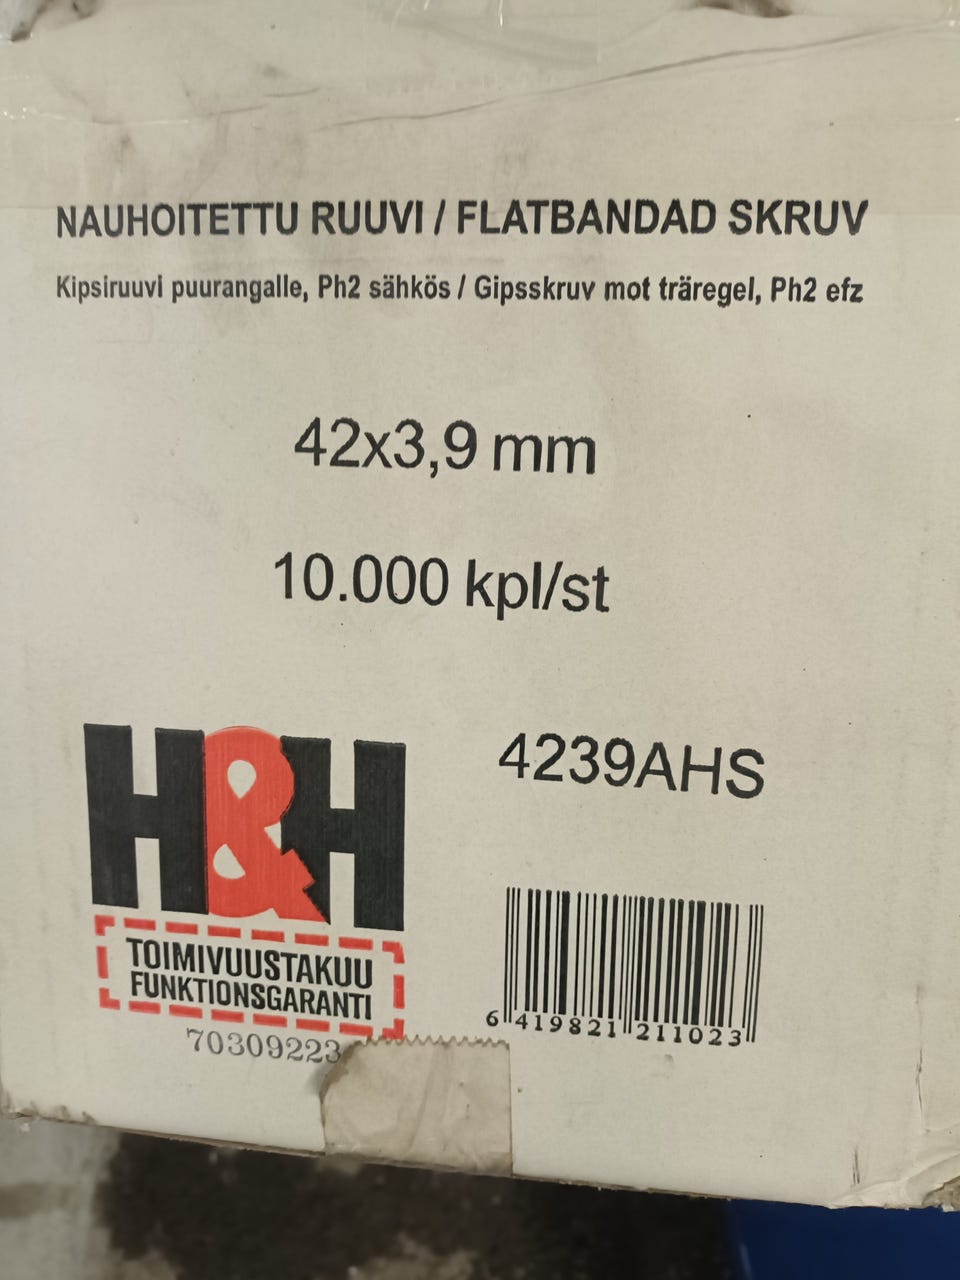 NAUHOITETTU RUUVI / FLATBANDAD SKRUV
Kipsiruuvi puurangalle, Ph2 sähkös / Gipsskruv mot träregel, Ph2 efz
42x3,9 mm
10.000 kpl/st
H&H
4239AHS
TOIMIVUUSTAKUU
FUNKTIONSGARANTI
6 419821 211023
70309223